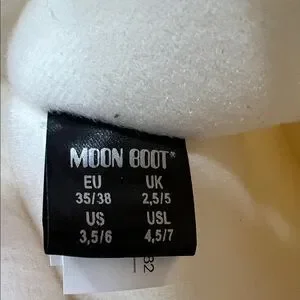 MOON BOOT®
EU UK
35/38 2,5/5
US USL
3,5/6 4,5/7